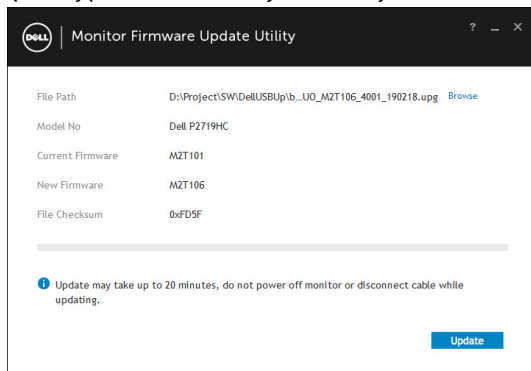 DELL Monitor Firmware Update Utility ? _ X
File Path D:\Project\SW\DellUSBUp\b...UO_M2T106_4001_190218.upg Browse
Model No Dell P2719HC
Current Firmware M2T101
New Firmware M2T106
File Checksum 0xFD5F
Update may take up to 20 minutes, do not power off monitor or disconnect cable while
updating.
Update